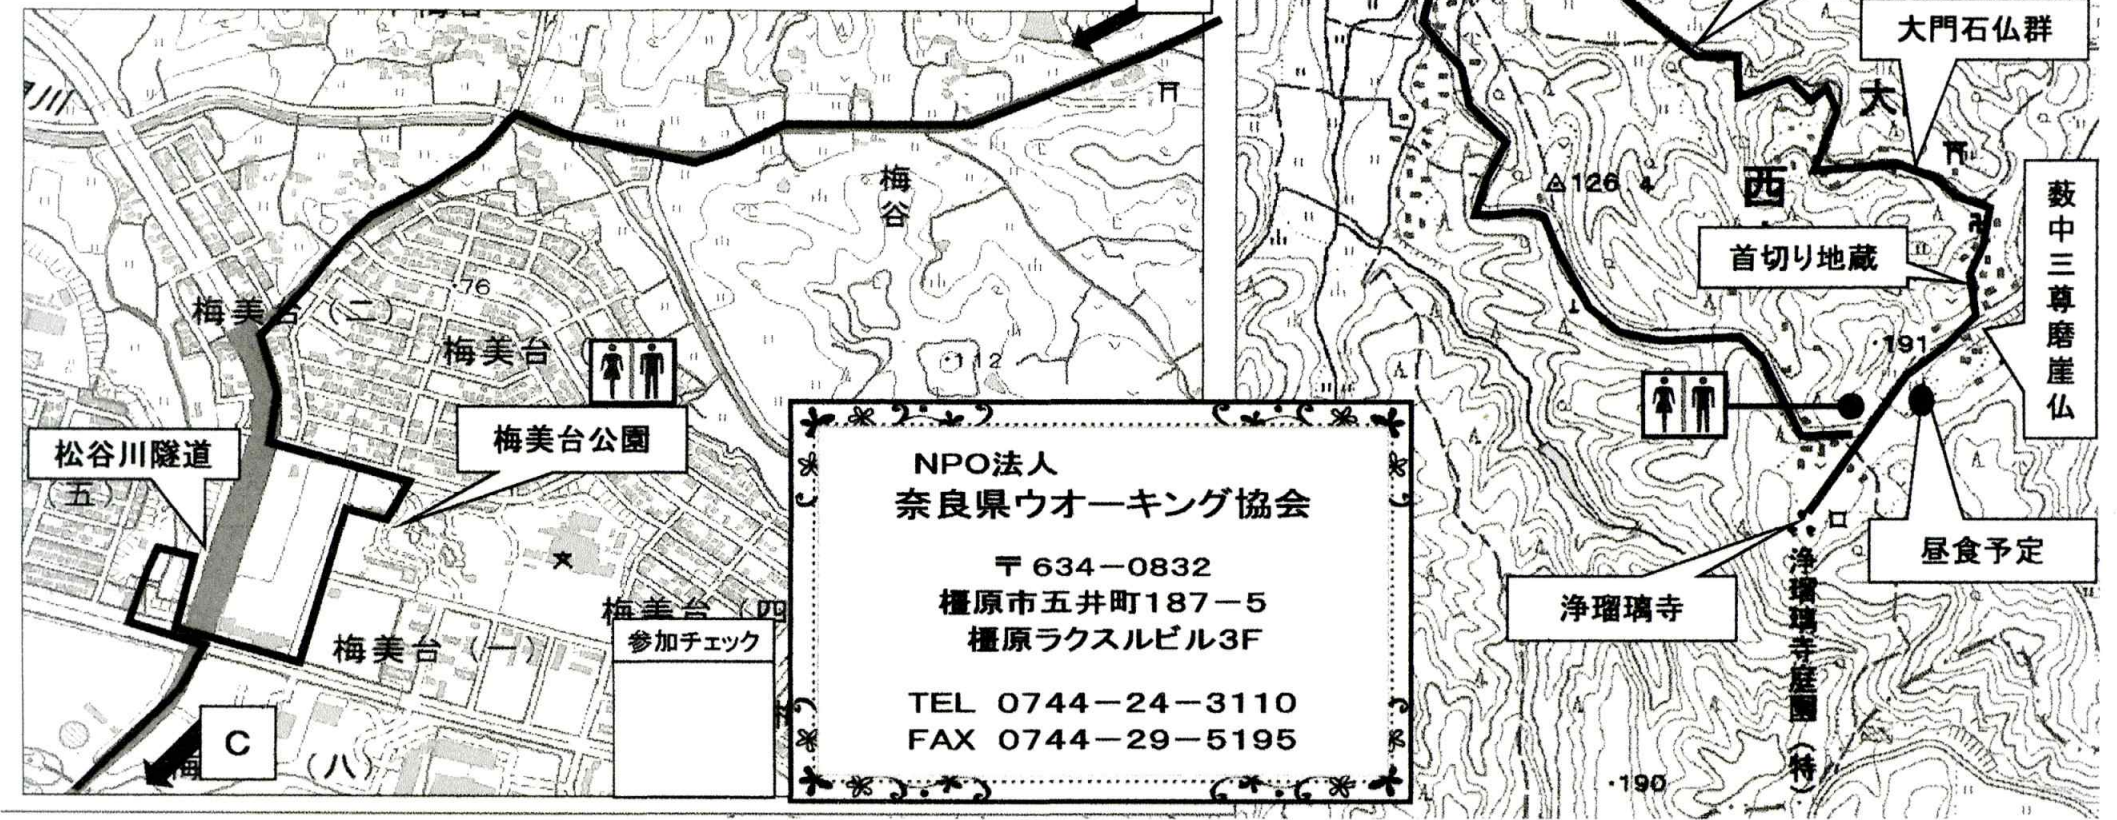 川
梅谷
梅美台(二)
76
梅美台
梅美台公園
松谷川隧道
(五)
112
梅美台(一)
梅美台(四
参加チェック
C
(八)
NPO法人
奈良県ウオーキング協会
〒634-0832
橿原市五井町187-5
橿原ラクスルビル3F
TEL 0744-24-3110
FAX 0744-29-5195
大門石仏群
大
西
126.4
首切り地蔵
薮中三尊磨崖仏
191
昼食予定
浄瑠璃寺
浄瑠璃寺庭園(特)
190